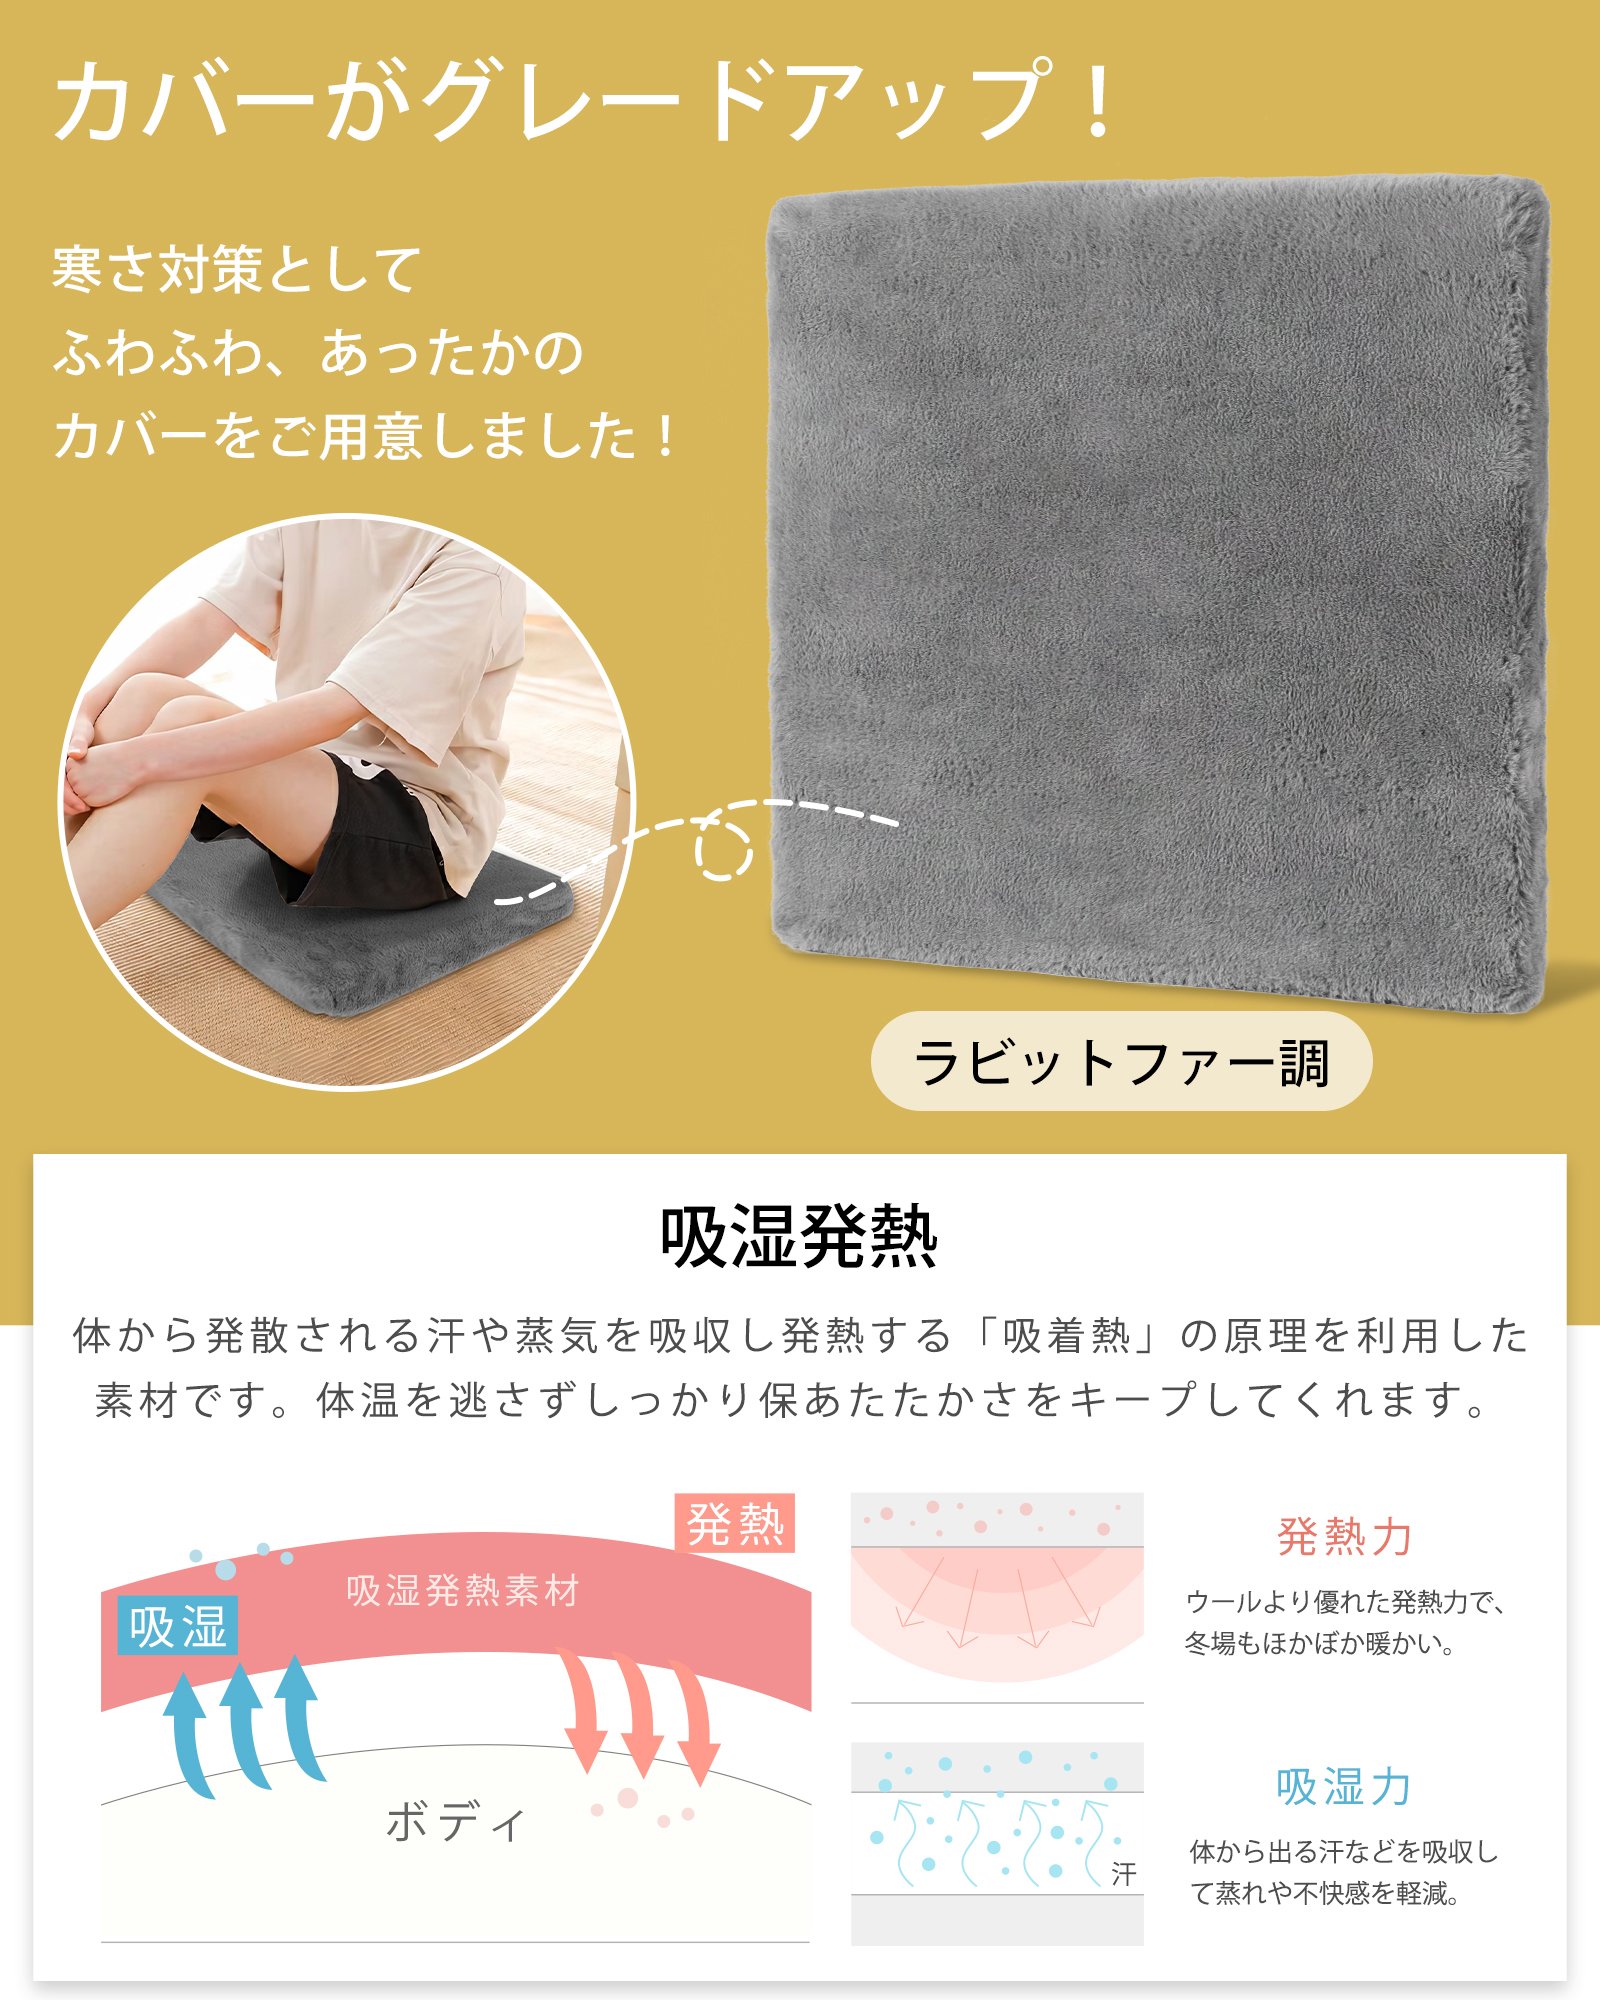 カバーがグレードアップ！
寒さ対策として
ふわふわ、あったかの
カバーをご用意しました！
ラビットファー調
吸湿発熱
体から発散される汗や蒸気を吸収し発熱する「吸着熱」の原理を利用した
素材です。体温を逃さずしっかり保あたたかさをキープしてくれます。
発熱
吸湿発熱素材
吸湿
ボディ
発熱力
ウールより優れた発熱力で、
冬場もほかぽか暖かい。
吸湿力
体から出る汗などを吸収し
て蒸れや不快感を軽減。
汗